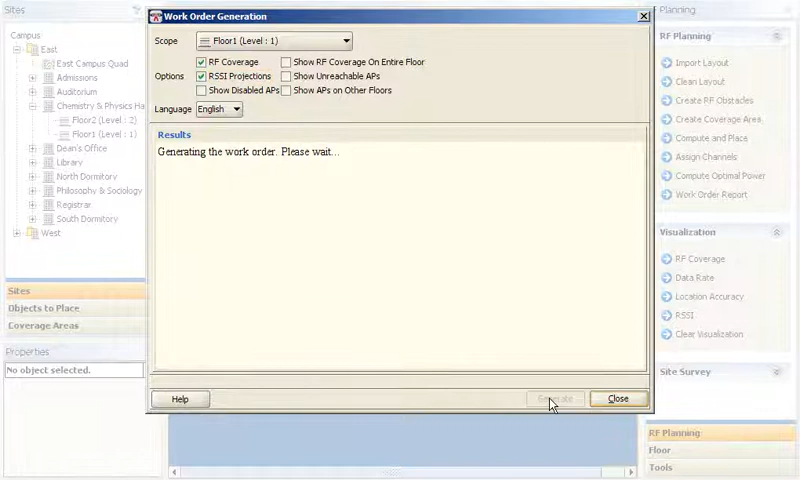 Sites
Campus
East
East Campus Quad
Admissions
Auditorium
Chemistry & Physics Ha
Floor2 (Level : 2)
Floor1 (Level : 1)
Dean's Office
Library
North Dormitory
Philosophy & Sociology
Registrar
South Dormstory
West
Sites
Objects to Place
Coverage Areas
Properties
No object selected.
Work Order Generation
Scope
Floor1 (Level : 1)
Options
RF Coverage
Show RF Coverage On Entire Floor
RSSI Projections
Show Unreachable APs
Show Disabled APs
Show APs on Other Floors
Language
English
Results
Generating the work order. Please wait...
Help
Generate
Close
Planning
RF Planning
Import Layout
Clean Layout
Create RF Obstacles
Create Coverage Area
Compute and Place
Assign Channels
Compute Optimal Power
Work Order Report
Visualization
RF Coverage
Data Rate
Location Accuracy
RSSI
Clear Visualization
Site Survey
RF Planning
Floor
Tools